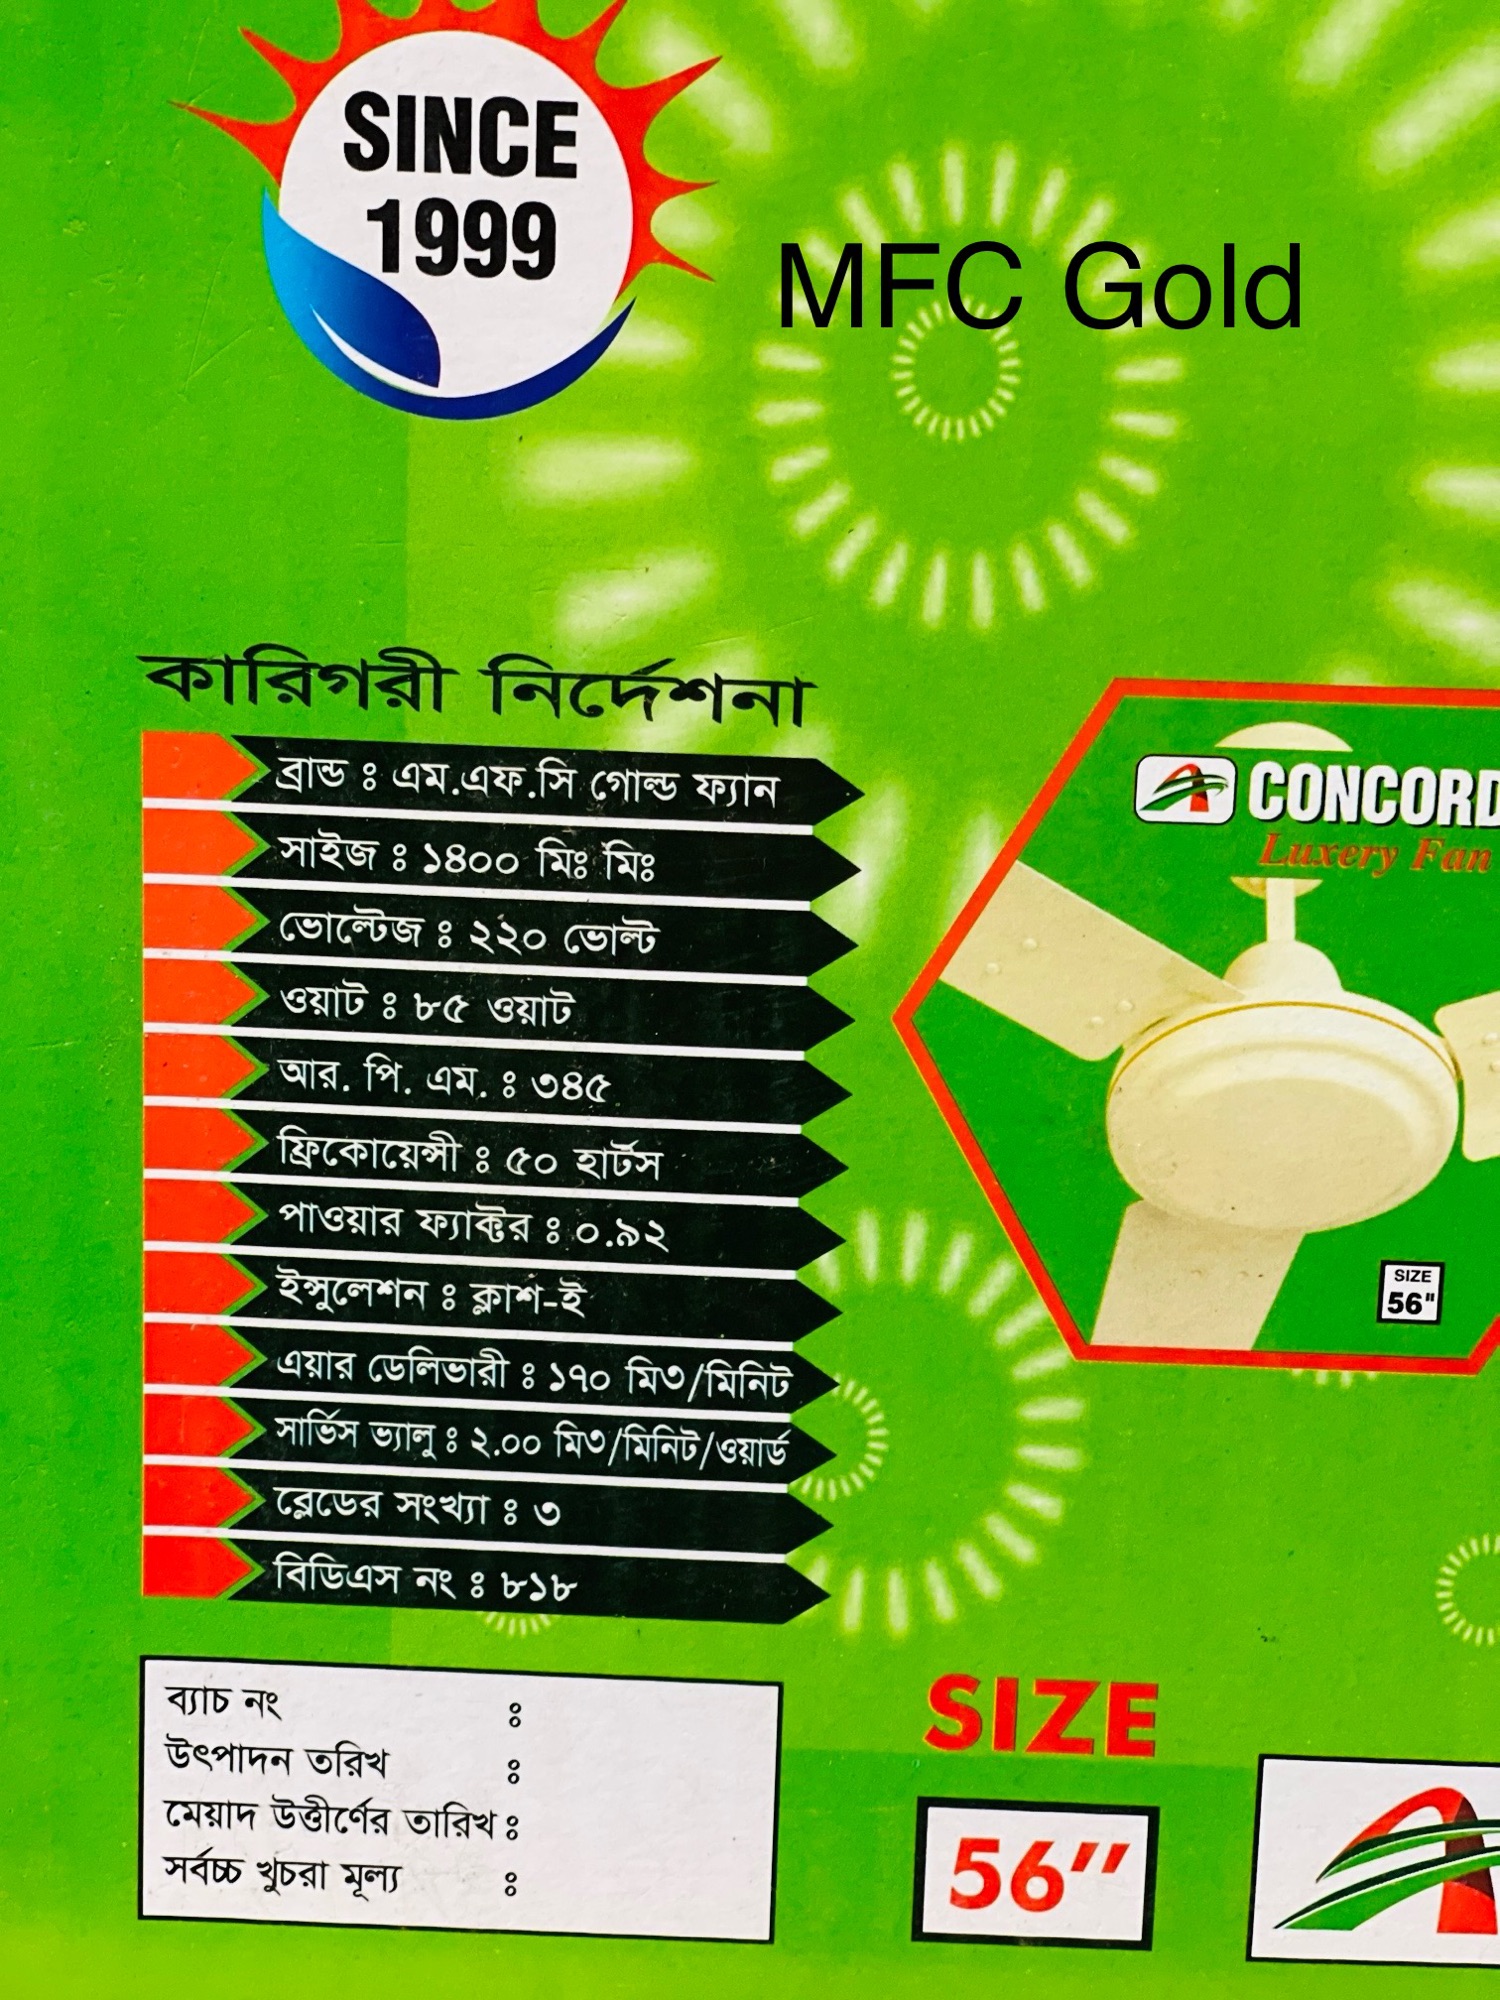 SINCE
1999
MFC Gold
কারিগরী নির্দেশনা
ব্রান্ড ঃ এম.এফ.সি গোল্ড ফ্যান
সাইজ ঃ ১৪০০ মিঃ মিঃ
ভোল্টেজ ঃ ২২০ ভোল্ট
ওয়াট ঃ ৮৫ ওয়াট
আর. পি. এম. ঃ ৩৪৫
ফ্রিকোয়েন্সী ঃ ৫০ হার্টস
পাওয়ার ফ্যাক্টর ঃ ০.৯২
ইন্সুলেশন ঃ ক্লাশ-ই
এয়ার ডেলিভারী ঃ ১৭০ মি৩/মিনিট
সার্ভিস ভ্যালু ঃ ২.০০ মি৩/মিনিট/ওয়ার্ড
ব্লেডের সংখ্যা ঃ ৩
বিডিএস নং ঃ ৮১৮
CONCORD
Luxery Fan
SIZE
56"
ব্যাচ নং ঃ
উৎপাদন তরিখ ঃ
মেয়াদ উত্তীর্ণের তারিখ ঃ
সর্বচ্চ খুচরা মূল্য ঃ
SIZE
56"